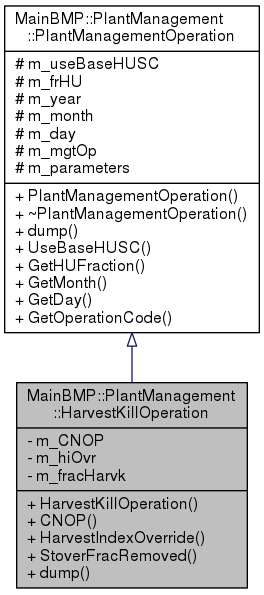 MainBMP::PlantManagement
::PlantManagementOperation
# m_useBaseHUSC
# m_frHU
# m_year
# m_month
# m_day
# m_mgtOp
# m_parameters
+ PlantManagementOperation()
+ ~PlantManagementOperation()
+ dump()
+ UseBaseHUSC()
+ GetHUFraction()
+ GetMonth()
+ GetDay()
+ GetOperationCode()
MainBMP::PlantManagement
::HarvestKillOperation
- m_CNOP
- m_hiOvr
- m_fracHarvk
+ HarvestKillOperation()
+ CNOP()
+ HarvestIndexOverride()
+ StoverFracRemoved()
+ dump()